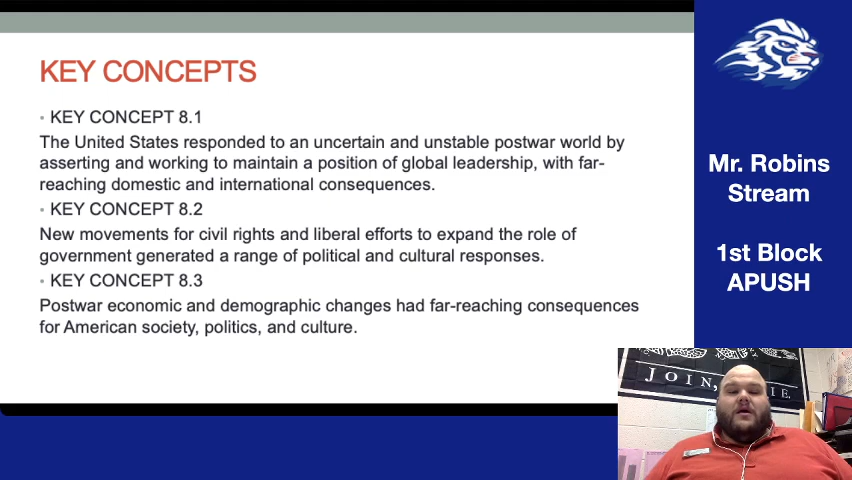 KEY CONCEPTS
• KEY CONCEPT 8.1
The United States responded to an uncertain and unstable postwar world by
asserting and working to maintain a position of global leadership, with far-
reaching domestic and international consequences.
• KEY CONCEPT 8.2
New movements for civil rights and liberal efforts to expand the role of
government generated a range of political and cultural responses.
• KEY CONCEPT 8.3
Postwar economic and demographic changes had far-reaching consequences
for American society, politics, and culture.
Mr. Robins
Stream
1st Block
APUSH
JOIN,